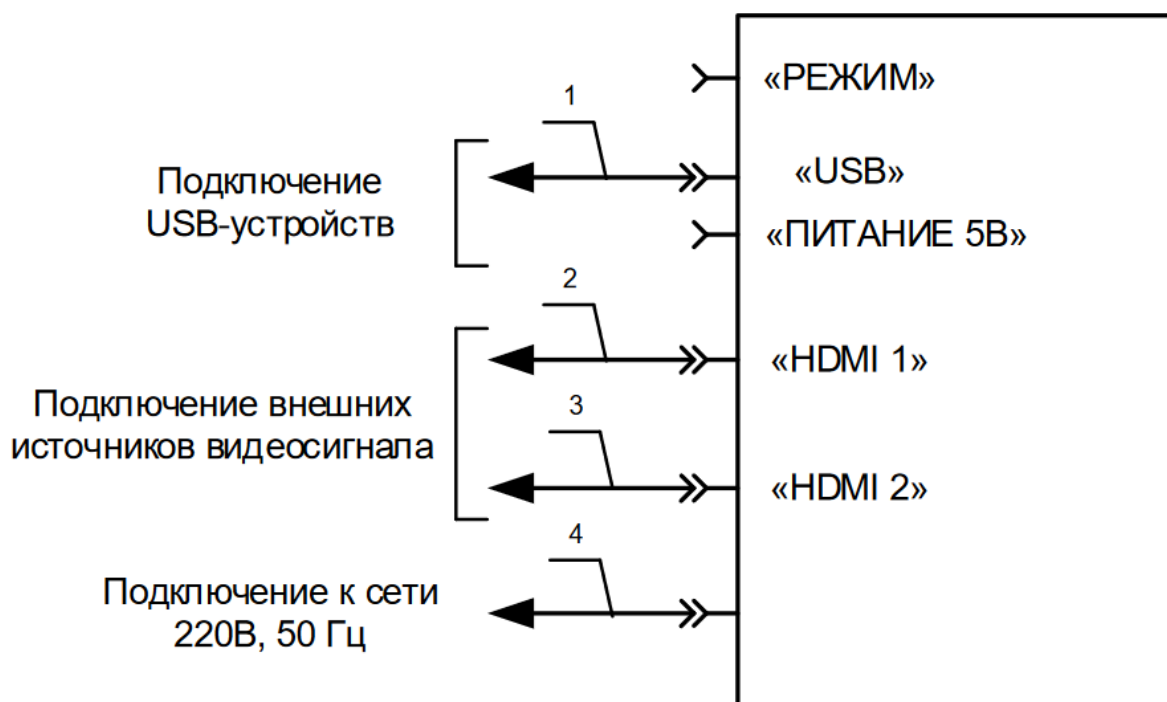 «РЕЖИМ»
1
Подключение
USB-устройств
«USB»
«ПИТАНИЕ 5В»
2
«HDMI 1»
Подключение внешних
источников видеосигнала
3
«HDMI 2»
4
Подключение к сети
220В, 50 Гц